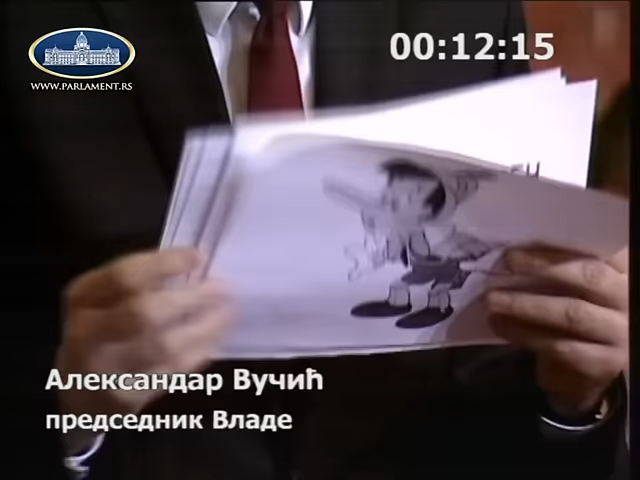 00:12:15
WWW.PARLAMENT.RS
Александар Вучић
председник Владе